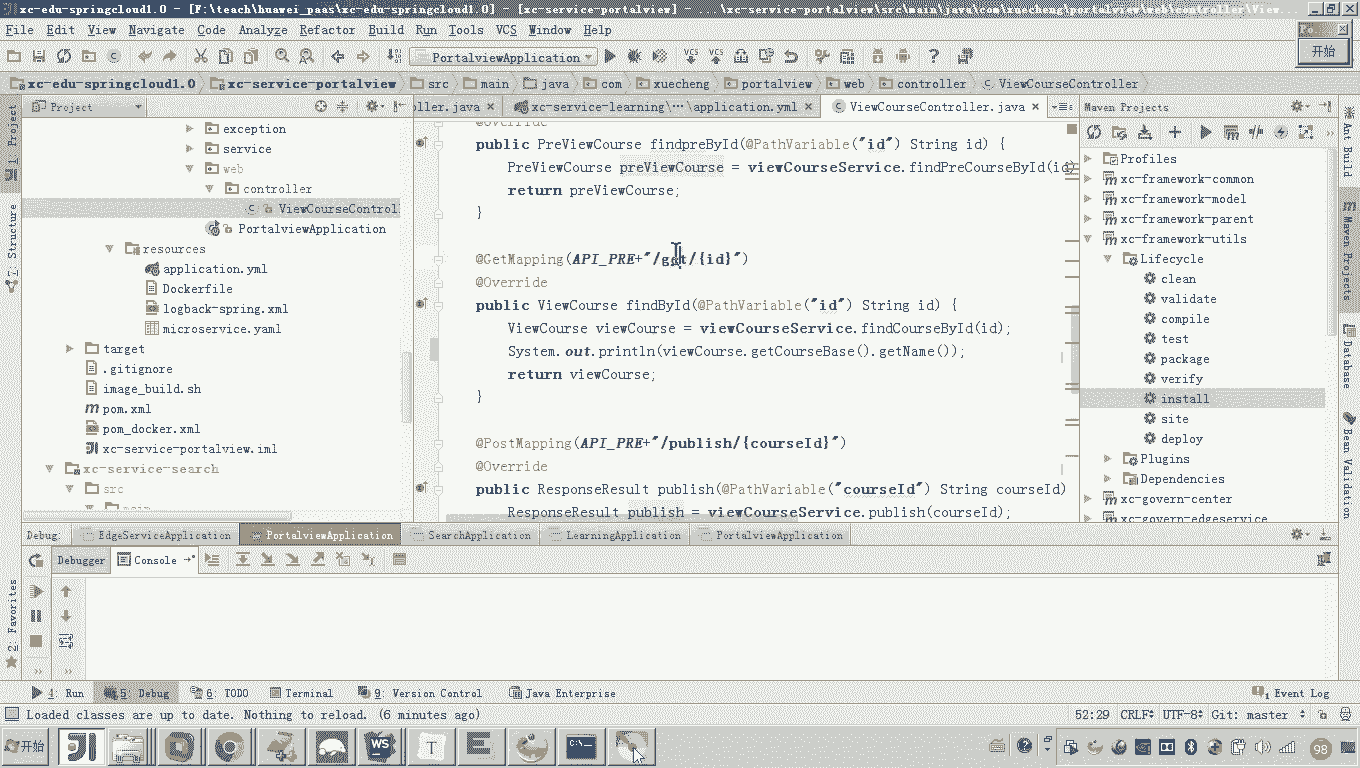 xc-edu-springcloud1.0 - [F:\teach\huawei_paas\xc-edu-springcloud1.0] - [xc-service-portalview] - ...\xc-service-portalview\src\main\java\com\xuecheng\portalview\web\controller\View...
File Edit View Navigate Code Analyze Refactor Build Run Tools VCS Window Help
PortalviewApplication
开始
xc-edu-springcloud1.0 xc-service-portalview src main java com xuecheng portalview web controller ViewCourseController
Project
oller.java xc-service-learning\...\application.yml ViewCourseController.java
Maven Projects
1: Project
7: Structure
2: Favorites
exception
service
web
controller
ViewCourseControl
PortalviewApplication
resources
application.yml
Dockerfile
logback-spring.xml
microservice.yaml
target
.gitignore
image_build.sh
pom.xml
pom_docker.xml
xc-service-portalview.iml
xc-service-search
src
main
@Override
public PreViewCourse findpreById(@PathVariable("id") String id) {
PreViewCourse preViewCourse = viewCourseService.findPreCourseById(id)
return preViewCourse;
}
@GetMapping(API_PRE+"/get/{id}")
@Override
public ViewCourse findById(@PathVariable("id") String id) {
ViewCourse viewCourse = viewCourseService.findCourseById(id);
System.out.println(viewCourse.getCourseBase().getName());
return viewCourse;
}
@PostMapping(API_PRE+"/publish/{courseId}")
@Override
public ResponseResult publish(@PathVariable("courseId") String courseId)
ResponseResult publish = viewCourseService.publish(courseId);
Profiles
xc-framework-common
xc-framework-model
xc-framework-parent
xc-framework-utils
Lifecycle
clean
validate
compile
test
package
verify
install
site
deploy
Plugins
Dependencies
xc-govern-center
xc-govern-edgeservice
Ant Build
Maven Projects
Database
Bean Validation
Debug: EdgeServiceApplication PortalviewApplication SearchApplication LearningApplication PortalviewApplication
Debugger Console
4: Run 5: Debug 6: TODO Terminal 9: Version Control Java Enterprise
1 Event Log
Loaded classes are up to date. Nothing to reload. (6 minutes ago)
52:29 CRLF UTF-8 Git: master
开始
98